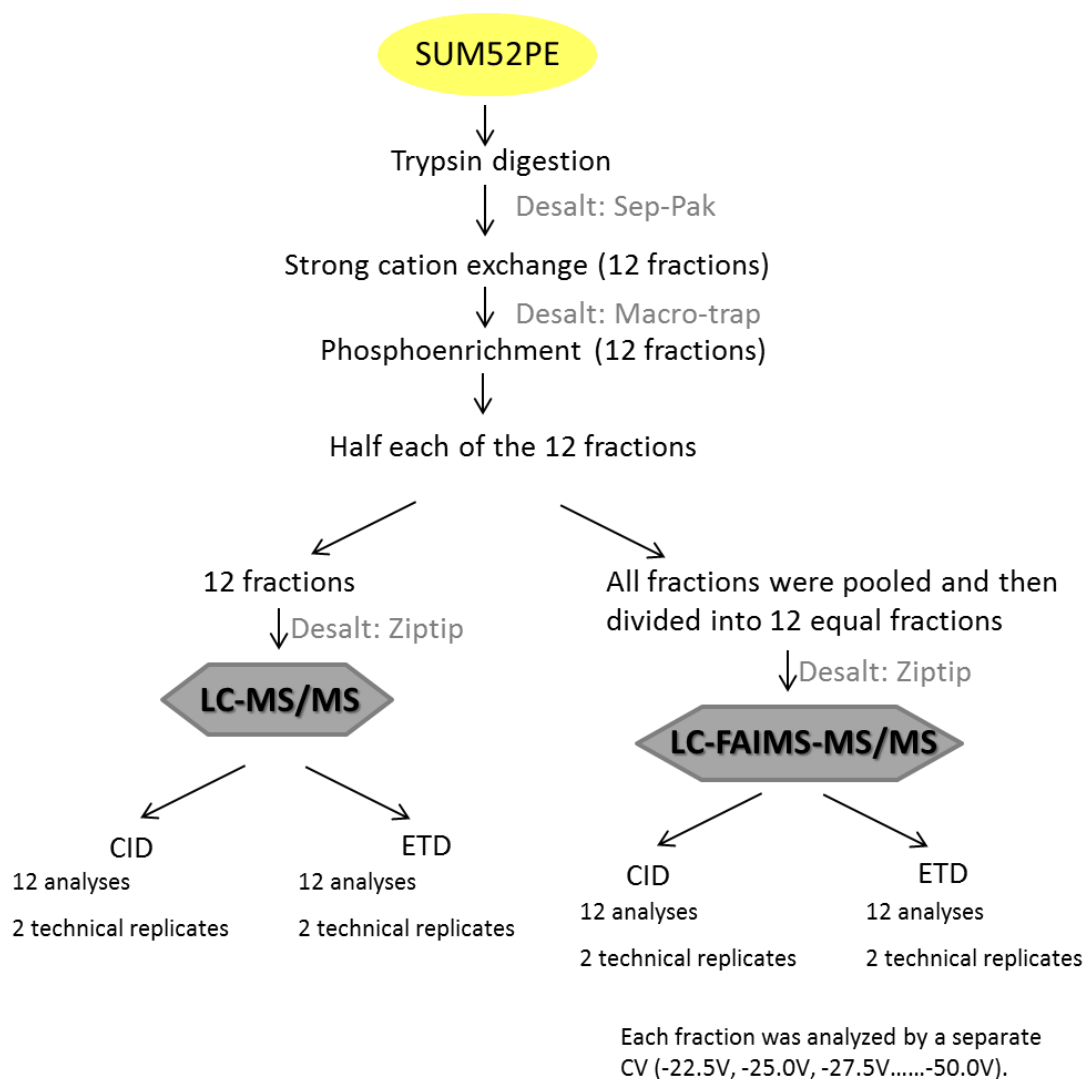 SUM52PE
Trypsin digestion
Desalt: Sep-Pak
Strong cation exchange (12 fractions)
Desalt: Macro-trap
Phosphoenrichment (12 fractions)
Half each of the 12 fractions
12 fractions
Desalt: Ziptip
LC-MS/MS
CID
12 analyses
2 technical replicates
ETD
12 analyses
2 technical replicates
All fractions were pooled and then
divided into 12 equal fractions
Desalt: Ziptip
LC-FAIMS-MS/MS
CID
12 analyses
2 technical replicates
ETD
12 analyses
2 technical replicates
Each fraction was analyzed by a separate
CV (-22.5V, -25.0V, -27.5V......-50.0V).